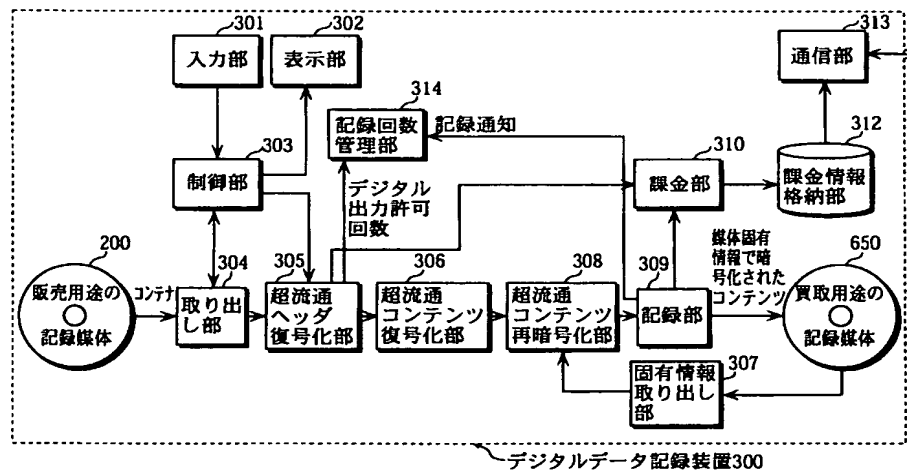 301
入力部
302
表示部
313
通信部
314
記録回数
管理部
記録通知
303
制御部
310
課金部
312
課金情報
格納部
デジタル
出力許可
回数
200
販売用途の
記録媒体
コンテナ
304
取り出
し部
305
超流通
ヘッダ
復号化部
306
超流通
コンテンツ
復号化部
308
超流通
コンテンツ
再暗号化部
309
記録部
媒体固有
情報で暗
号化された
コンテンツ
650
買取用途の
記録媒体
307
固有情報
取り出し
部
デジタルデータ記録装置300